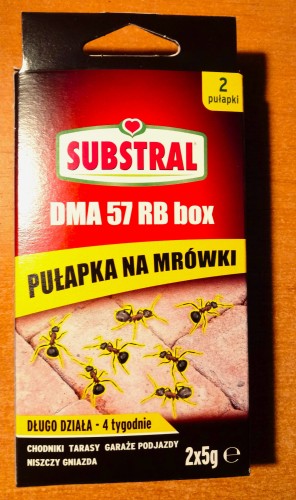 2
pułapki
SUBSTRAL
DMA 57 RB box
PUŁAPKA NA MRÓWKI
DŁUGO DZIAŁA - 4 tygodnie
CHODNIKI TARASY GARAŻE PODJAZDY
NISZCZY GNIAZDA
2x5g ℮